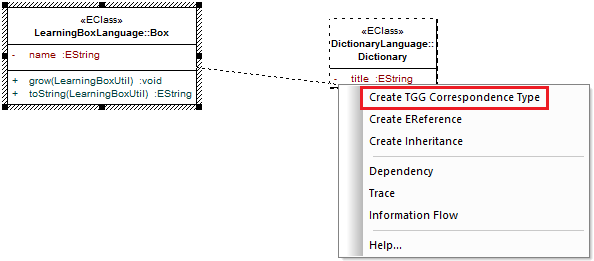 «EClass»
LearningBoxLanguage::Box
- name :EString
+ grow(LearningBoxUtil) :void
+ toString(LearningBoxUtil) :EString
«EClass»
DictionaryLanguage::
Dictionary
- title :EString
Create TGG Correspondence Type
Create EReference
Create Inheritance
Dependency
Trace
Information Flow
Help...